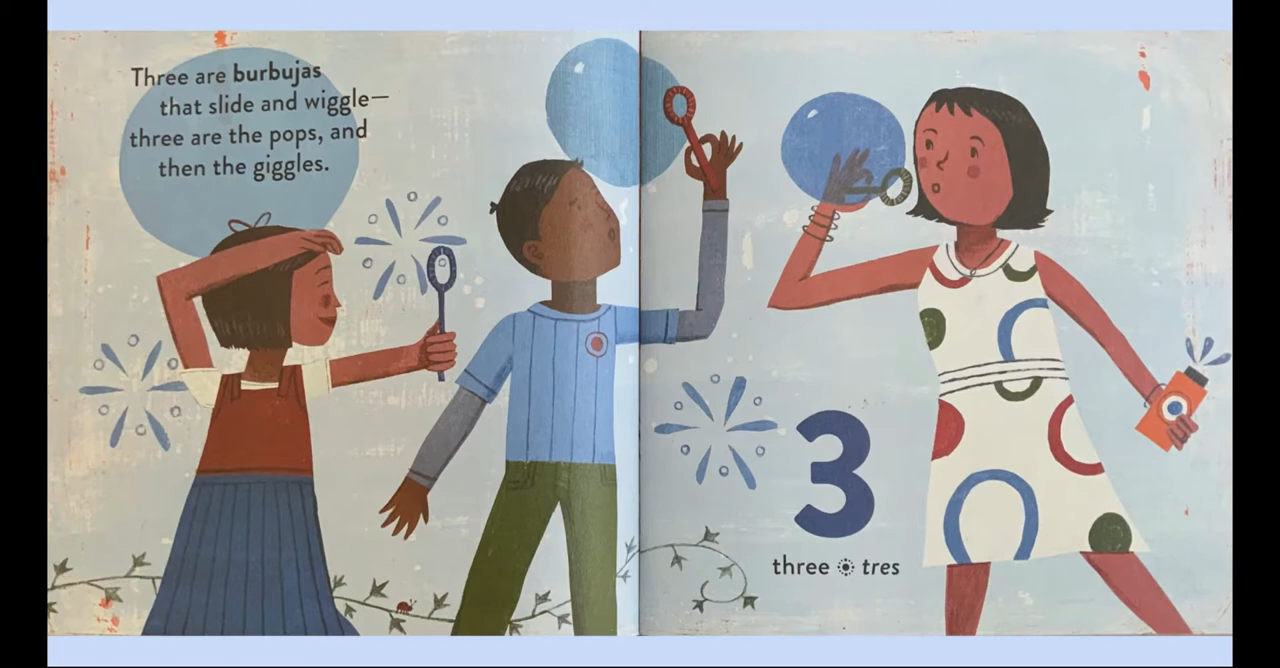 Three are burbujas
that slide and wiggle—
three are the pops, and
then the giggles.
3
three tres